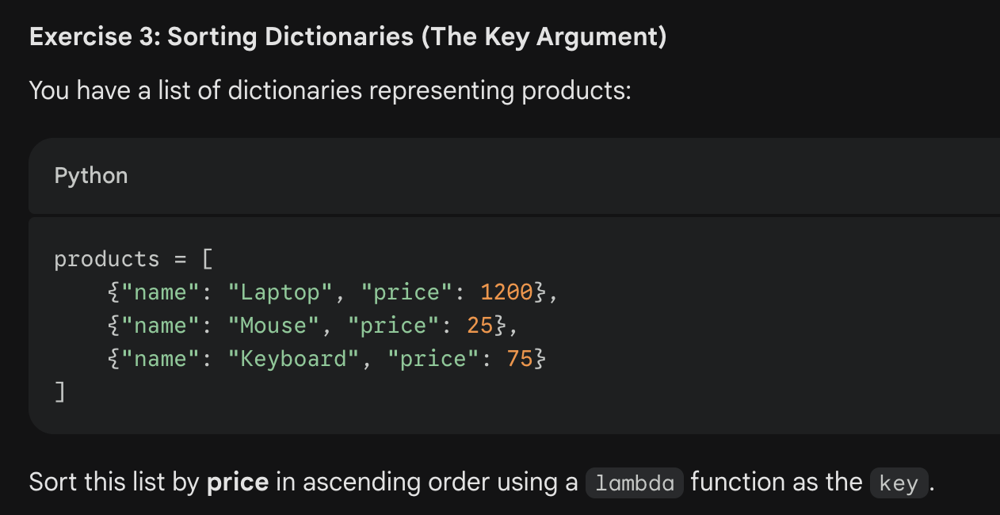 Exercise 3: Sorting Dictionaries (The Key Argument)
You have a list of dictionaries representing products:
Python
products = [
    {"name": "Laptop", "price": 1200},
    {"name": "Mouse", "price": 25},
    {"name": "Keyboard", "price": 75}
]
Sort this list by price in ascending order using a lambda function as the key.